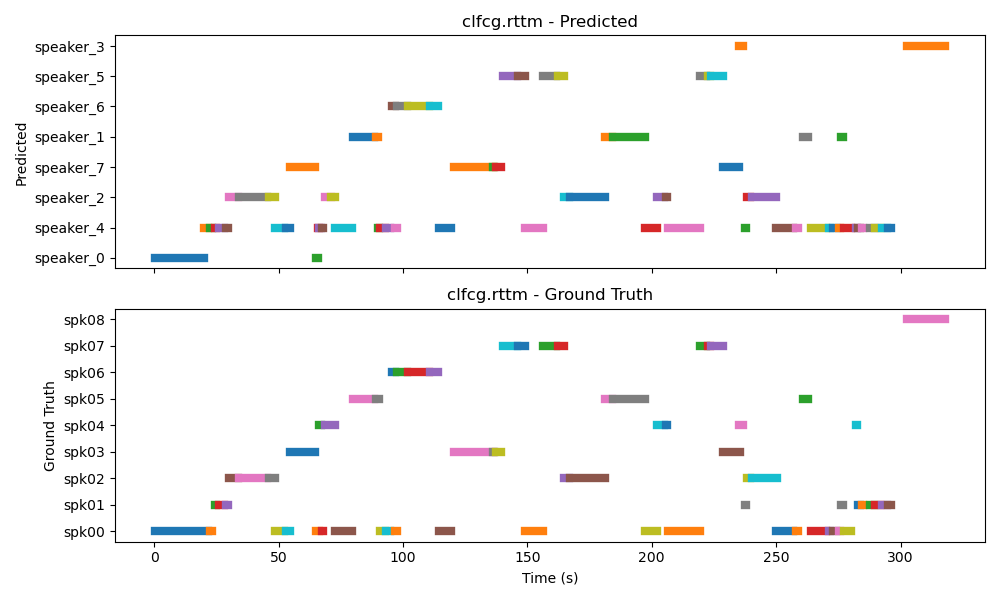 clfcg.rttm - Predicted
speaker_3
speaker_5
speaker_6
speaker_1
speaker_7
speaker_2
speaker_4
speaker_0
Predicted
clfcg.rttm - Ground Truth
spk08
spk07
spk06
spk05
spk04
spk03
spk02
spk01
spk00
Ground Truth
0 50 100 150 200 250 300
Time (s)